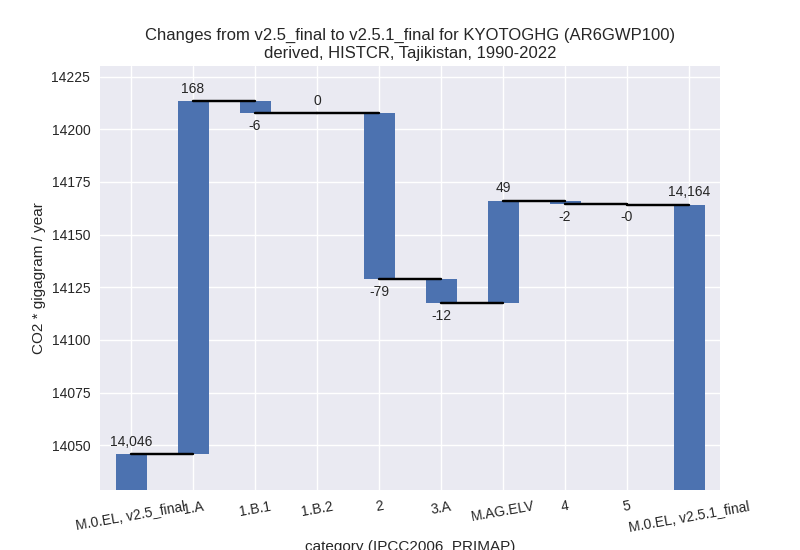 Changes from v2.5_final to v2.5.1_final for KYOTOGHG (AR6GWP100)
derived, HISTCR, Tajikistan, 1990-2022
14225
14200
14175
14150
14125
14100
14075
14050
CO2 * gigagram / year
14,046
168
-6
0
-79
-12
49
-2
-0
14,164
M.0.EL, v2.5_final
1.A
1.B.1
1.B.2
2
3.A
M.AG.ELV
4
5
M.0.EL, v2.5.1_final
category (IPCC2006_PRIMAP)